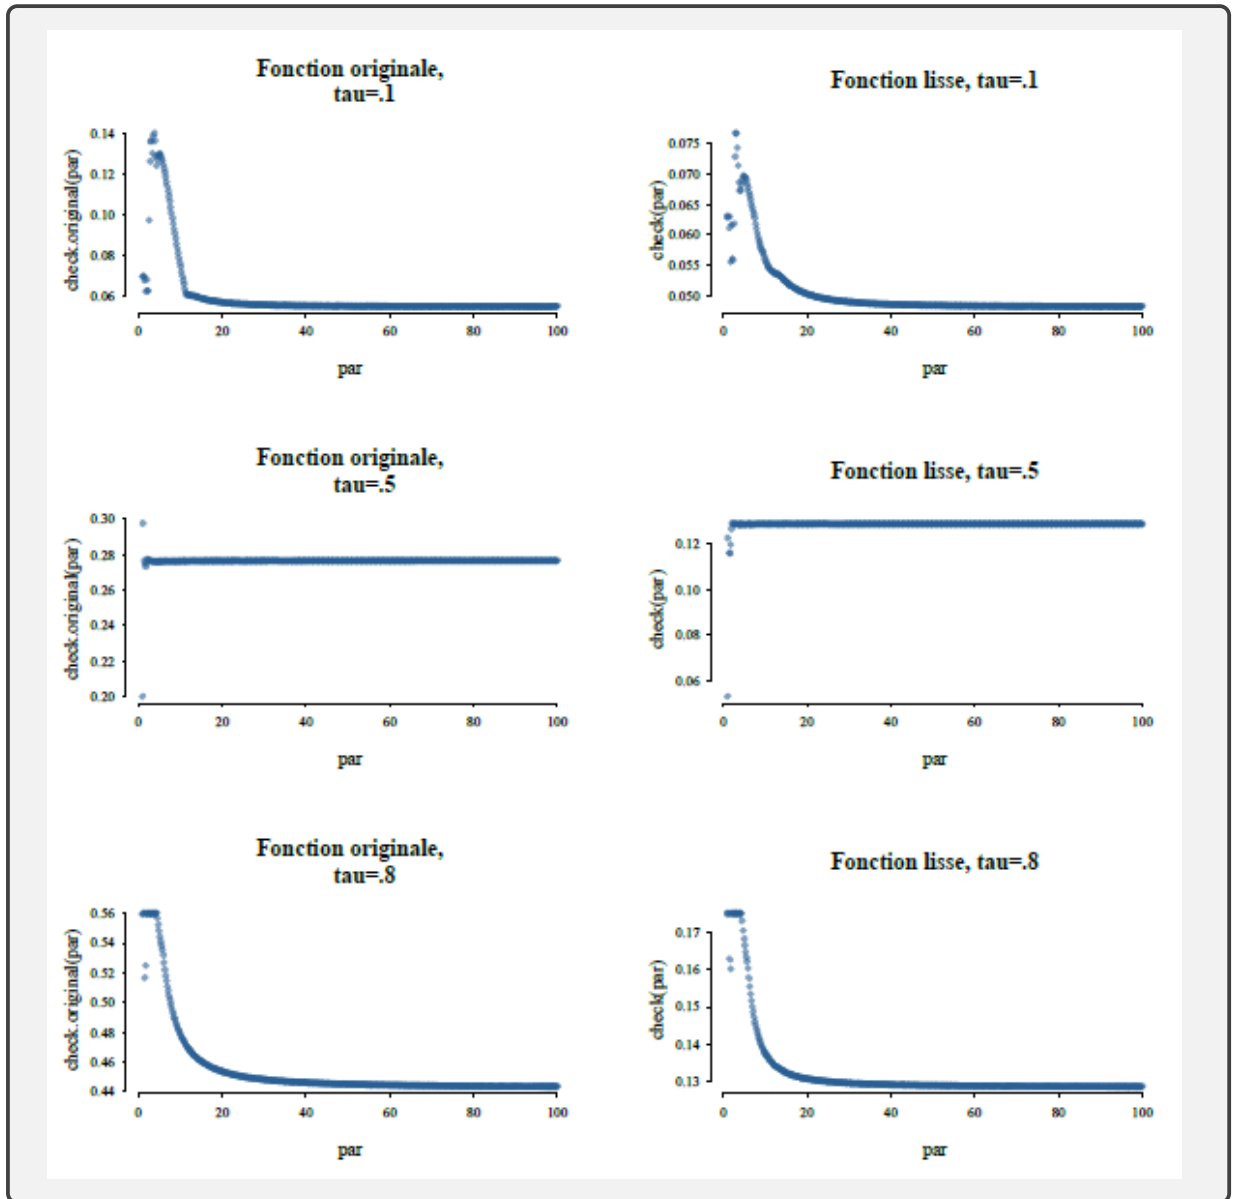 Fonction originale,
tau=.1
check.original(par)
0.14
0.12
0.10
0.08
0.06
0 20 40 60 80 100
par
Fonction lisse, tau=.1
check(par)
0.075
0.070
0.065
0.060
0.055
0.050
0 20 40 60 80 100
par
Fonction originale,
tau=.5
check.original(par)
0.30
0.28
0.26
0.24
0.22
0.20
0 20 40 60 80 100
par
Fonction lisse, tau=.5
check(par)
0.12
0.10
0.08
0.06
0 20 40 60 80 100
par
Fonction originale,
tau=.8
check.original(par)
0.56
0.54
0.52
0.50
0.48
0.46
0.44
0 20 40 60 80 100
par
Fonction lisse, tau=.8
check(par)
0.17
0.16
0.15
0.14
0.13
0 20 40 60 80 100
par